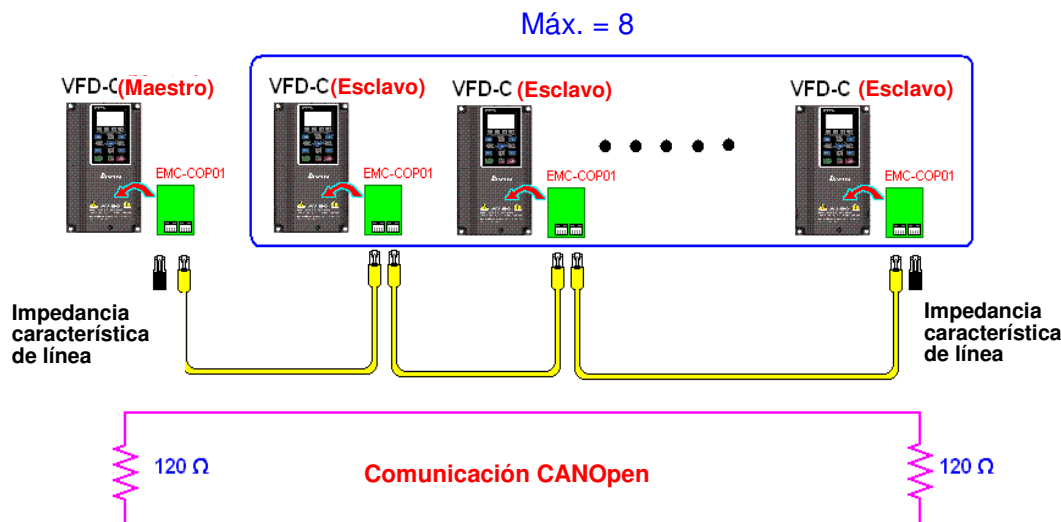 Máx. = 8
VFD-C (Maestro)
VFD-C (Esclavo)
VFD-C (Esclavo)
VFD-C (Esclavo)
EMC-COP01
EMC-COP01
EMC-COP01
EMC-COP01
Impedancia
característica
de línea
Impedancia
característica
de línea
120 Ω
Comunicación CANOpen
120 Ω